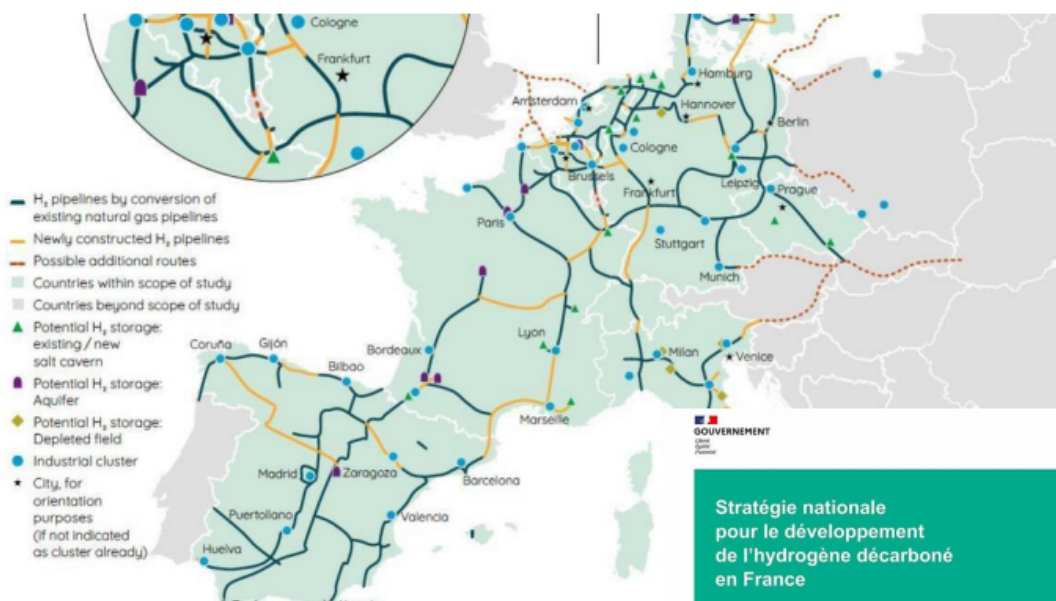 Cologne
Frankfurt
Hamburg
Amsterdam
Hannover
Berlin
Cologne
Brussels
Frankfurt
Leipzig
Prague
Paris
Stuttgart
Munich
H₂ pipelines by conversion of
existing natural gas pipelines
Newly constructed H₂ pipelines
Possible additional routes
Countries within scope of study
Countries beyond scope of study
Potential H₂ storage:
existing / new
salt cavern
Potential H₂ storage:
Aquifer
Potential H₂ storage:
Depleted field
Industrial cluster
City, for
orientation
purposes
(if not indicated
as cluster already)
Lyon
Milan
Venice
Coruña
Gijón
Bilbao
Bordeaux
Marseille
Madrid
Zaragoza
Barcelona
Puertollano
Valencia
Huelva
GOUVERNEMENT
Liberté
Égalité
Fraternité
Stratégie nationale
pour le développement
de l'hydrogène décarboné
en France